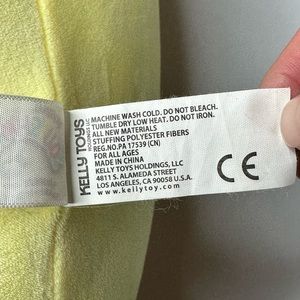 KELLY TOYS
HOLDINGS LLC
MACHINE WASH COLD. DO NOT BLEACH.
TUMBLE DRY LOW HEAT. DO NOT IRON.
ALL NEW MATERIALS
STUFFING POLYESTER FIBERS
REG.NO.PA 17539 (CN)
FOR ALL AGES
MADE IN CHINA
KELLY TOYS HOLDINGS, LLC
4811 S. ALAMEDA STREET
LOS ANGELES, CA 90058 U.S.A.
www.kellytoy.com
CE